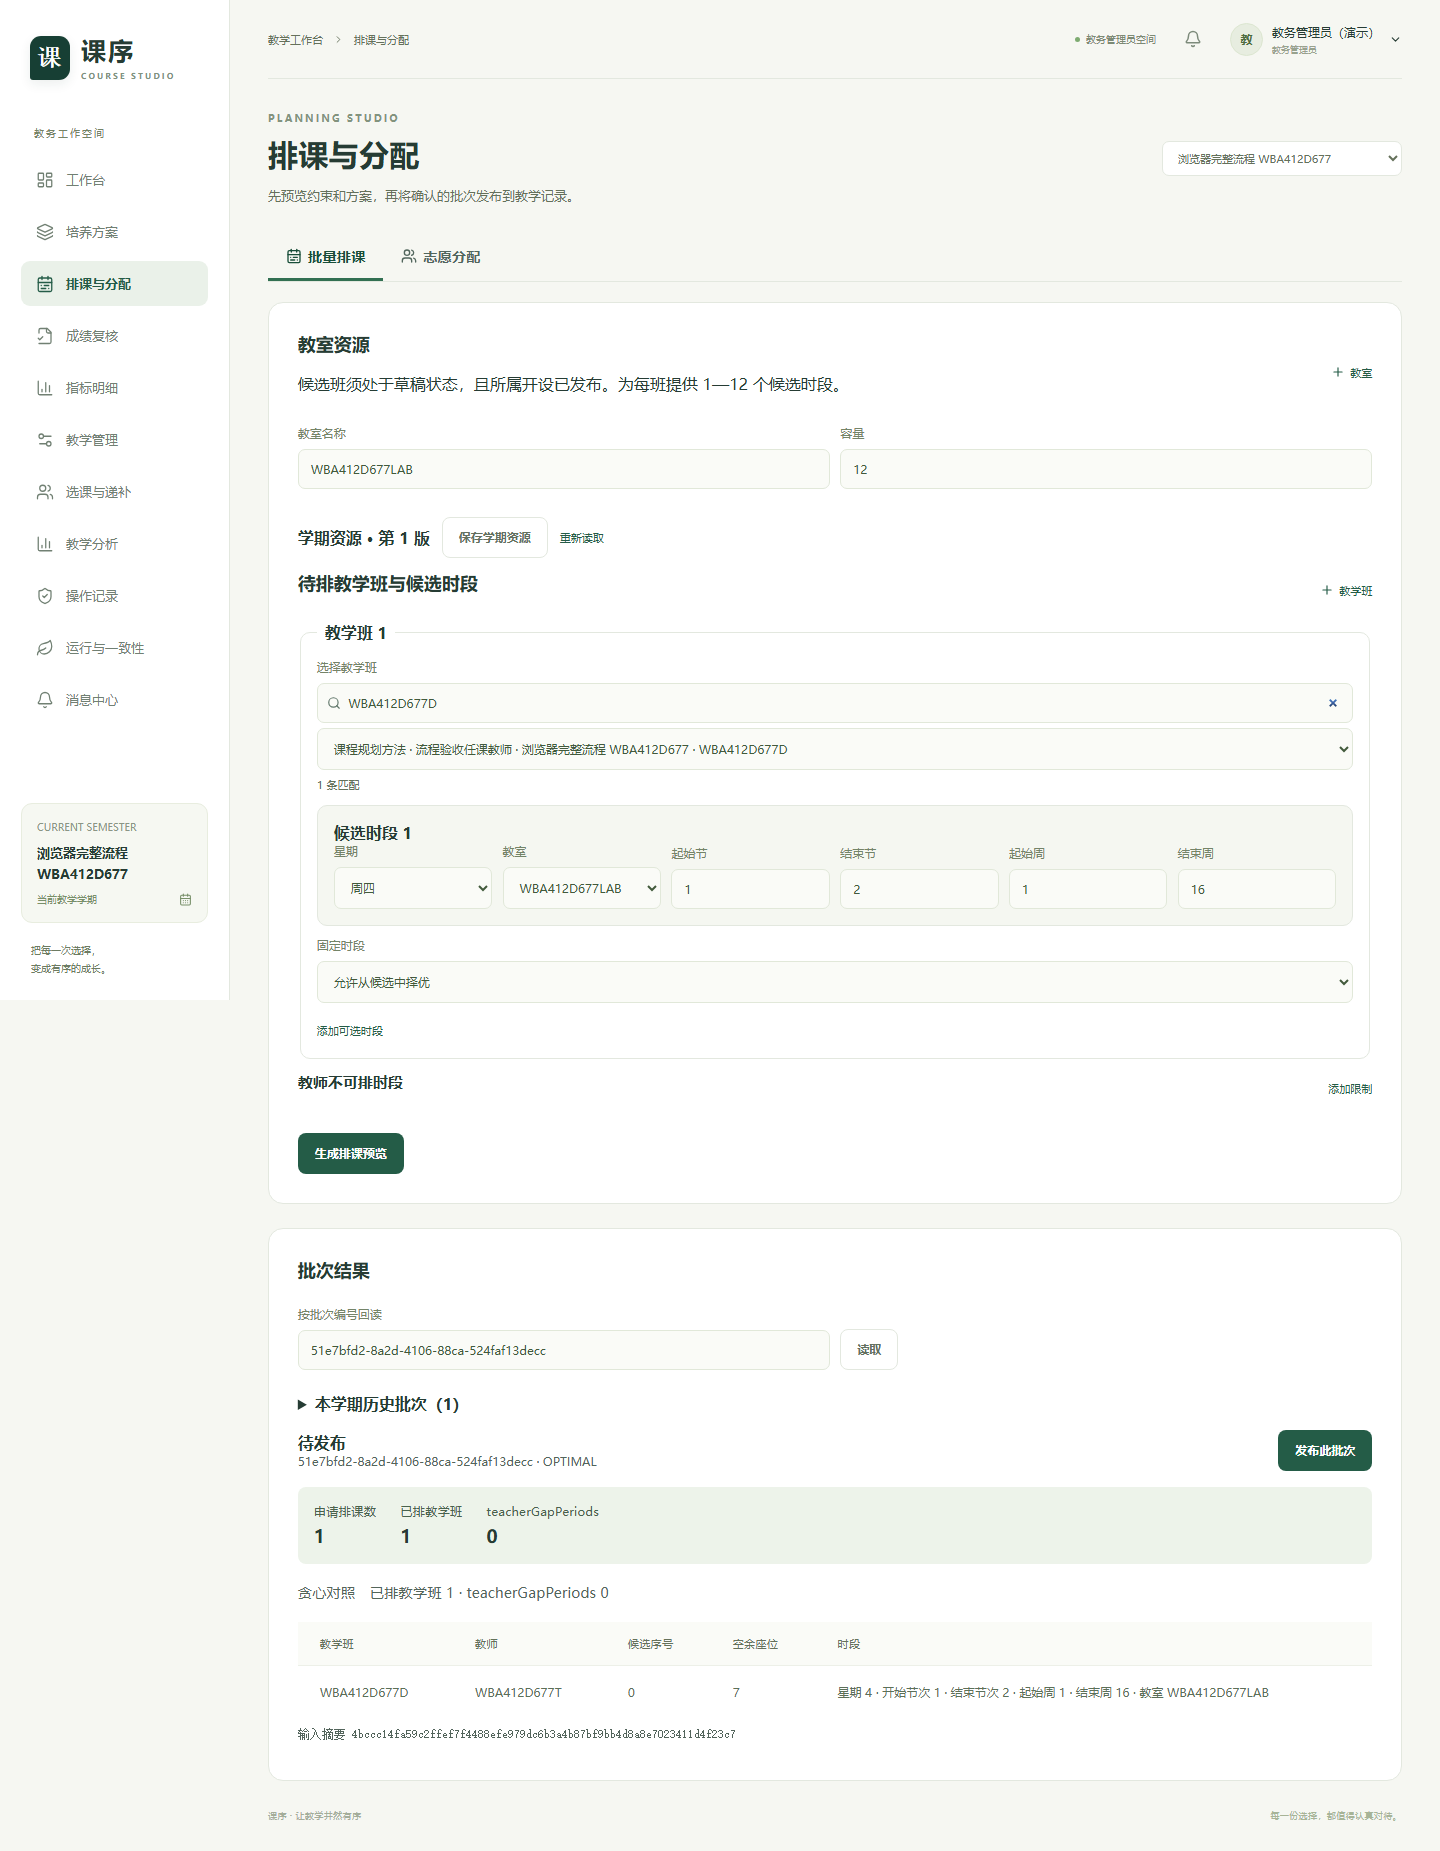 课 课序
COURSE STUDIO
教务工作空间
工作台
培养方案
排课与分配
成绩复核
指标明细
教学管理
选课与递补
教学分析
操作记录
运行与一致性
消息中心
CURRENT SEMESTER
浏览器完整流程
WBA412D677
当前教学学期
把每一次选择，
变成有序的成长。
教学工作台 > 排课与分配
教务管理员空间
教 教务管理员（演示）
教务管理员
PLANNING STUDIO
排课与分配
先预览约束和方案，再将确认的批次发布到教学记录。
浏览器完整流程 WBA412D677
批量排课 志愿分配
教室资源
候选班须处于草稿状态，且所属开设已发布。为每班提供 1—12 个候选时段。
+ 教室
教室名称 容量
WBA412D677LAB 12
学期资源 • 第 1 版 保存学期资源 重新读取
待排教学班与候选时段
+ 教学班
教学班 1
选择教学班
WBA412D677D ×
课程规划方法 · 流程验收任课教师 · 浏览器完整流程 WBA412D677 · WBA412D677D
1 条匹配
候选时段 1
星期 教室 起始节 结束节 起始周 结束周
周四 WBA412D677LAB 1 2 1 16
固定时段
允许从候选中择优
添加可选时段
教师不可排时段
添加限制
生成排课预览
批次结果
按批次编号回读
51e7bfd2-8a2d-4106-88ca-524faf13decc 读取
本学期历史批次（1）
待发布
51e7bfd2-8a2d-4106-88ca-524faf13decc · OPTIMAL
发布此批次
申请排课数 已排教学班 teacherGapPeriods
1 1 0
贪心对照 已排教学班 1 · teacherGapPeriods 0
教学班 教师 候选序号 空余座位 时段
WBA412D677D WBA412D677T 0 7 星期 4 · 开始节次 1 · 结束节次 2 · 起始周 1 · 结束周 16 · 教室 WBA412D677LAB
输入摘要 4bccc14fa59c2ffef7f4488efe979dc6b3a4b87bf9bb4d8a8e7023411d4f23c7
课序 · 让教学井然有序
每一份选择，都值得认真对待。